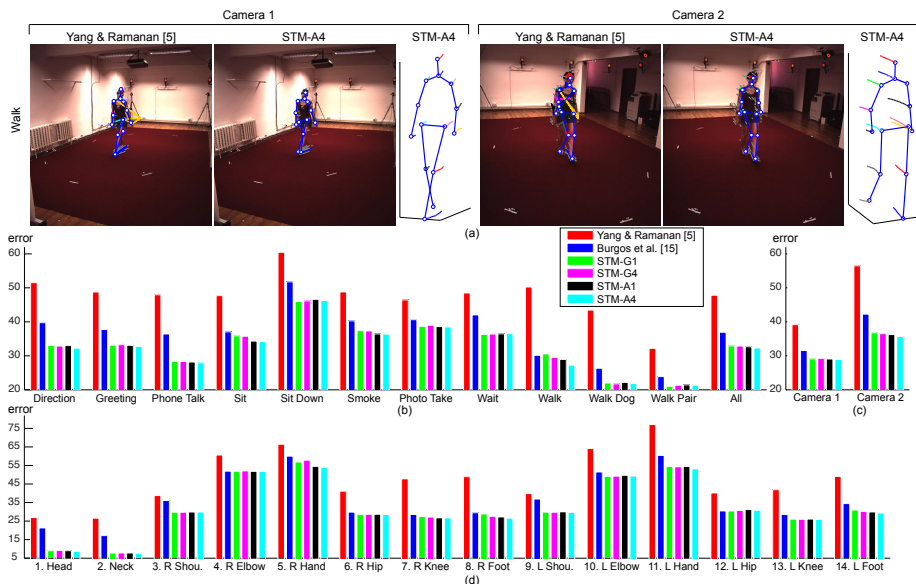 Camera 1 Camera 2
Yang & Ramanan [5] STM-A4 STM-A4 Yang & Ramanan [5] STM-A4 STM-A4
Walk
(a)
error
60
50
40
30
20
Direction Greeting Phone Talk Sit Sit Down Smoke Photo Take Wait Walk Walk Dog Walk Pair All
(b)
Yang & Ramanan [5]
Burgos et al. [15]
STM-G1
STM-G4
STM-A1
STM-A4
error
60
50
40
30
20
Camera 1 Camera 2
(c)
error
75
65
55
45
35
25
15
5
1. Head 2. Neck 3. R Shou. 4. R Elbow 5. R Hand 6. R Hip 7. R Knee 8. R Foot 9. L Shou. 10. L Elbow 11. L Hand 12. L Hip 13. L Knee 14. L Foot
(d)